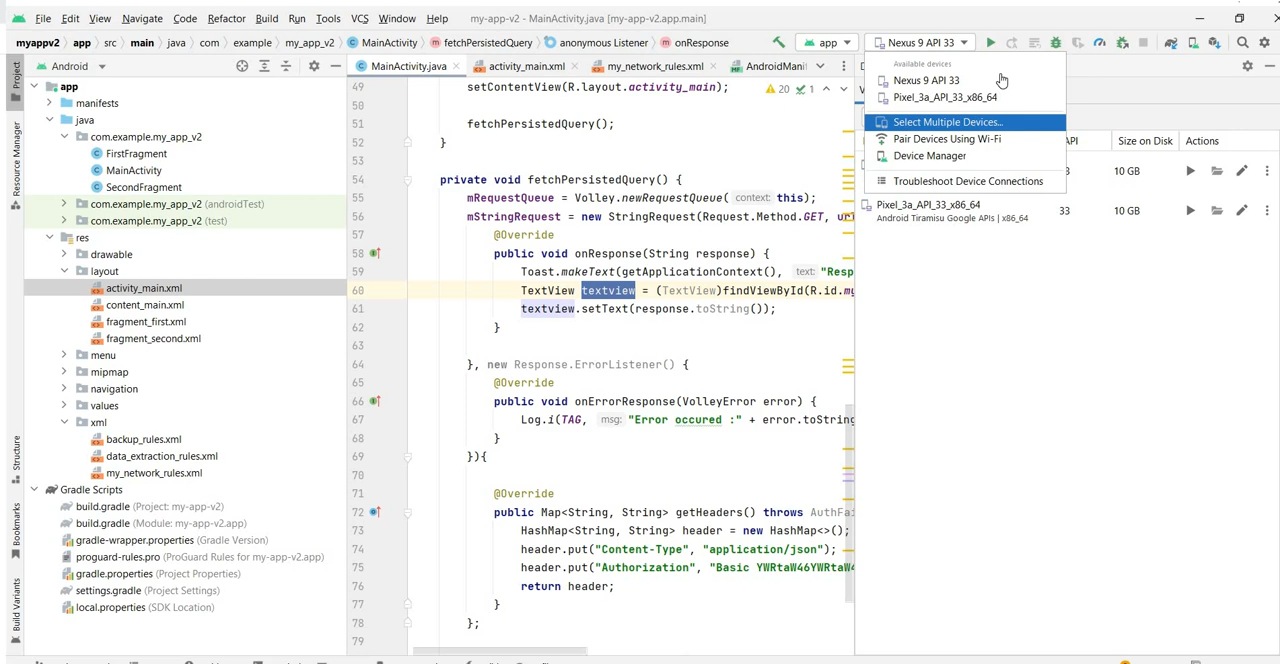 File Edit View Navigate Code Refactor Build Run Tools VCS Window Help my-app-v2 - MainActivity.java [my-app-v2.app.main]
myappv2 app src main java com example my_app_v2 MainActivity fetchPersistedQuery anonymous Listener onResponse app Nexus 9 API 33
Project
Resource Manager
Structure
Bookmarks
Build Variants
Android
app
manifests
java
com.example.my_app_v2
FirstFragment
MainActivity
SecondFragment
com.example.my_app_v2 (androidTest)
com.example.my_app_v2 (test)
res
drawable
layout
activity_main.xml
content_main.xml
fragment_first.xml
fragment_second.xml
menu
mipmap
navigation
values
xml
backup_rules.xml
data_extraction_rules.xml
my_network_rules.xml
Gradle Scripts
build.gradle (Project: my-app-v2)
build.gradle (Module: my-app-v2.app)
gradle-wrapper.properties (Gradle Version)
proguard-rules.pro (ProGuard Rules for my-app-v2.app)
gradle.properties (Project Properties)
settings.gradle (Project Settings)
local.properties (SDK Location)
MainActivity.java activity_main.xml my_network_rules.xml AndroidMani
20 1
49 setContentView(R.layout.activity_main);
50
51 fetchPersistedQuery();
52 }
53
54 private void fetchPersistedQuery() {
55 mRequestQueue = Volley.newRequestQueue( context: this);
56 mStringRequest = new StringRequest(Request.Method.GET, url
57 @Override
58 public void onResponse(String response) {
59 Toast.makeText(getApplicationContext(), text: "Resp
60 TextView textview = (TextView)findViewById(R.id.my
61 textview.setText(response.toString());
62 }
63
64 }, new Response.ErrorListener() {
65 @Override
66 public void onErrorResponse(VolleyError error) {
67 Log.i(TAG, msg: "Error occured :" + error.toString
68 }
69 }){
70
71 @Override
72 public Map<String, String> getHeaders() throws AuthFai
73 HashMap<String, String> header = new HashMap<>();
74 header.put("Content-Type", "application/json");
75 header.put("Authorization", "Basic YWRtaW46YWRtaW4
76 return header;
77 }
78 };
79
Available devices
Nexus 9 API 33
Pixel_3a_API_33_x86_64
Select Multiple Devices...
Pair Devices Using Wi-Fi
Device Manager
Troubleshoot Device Connections
API Size on Disk Actions
10 GB
Pixel_3a_API_33_x86_64 33 10 GB
Android Tiramisu Google APIs | x86_64